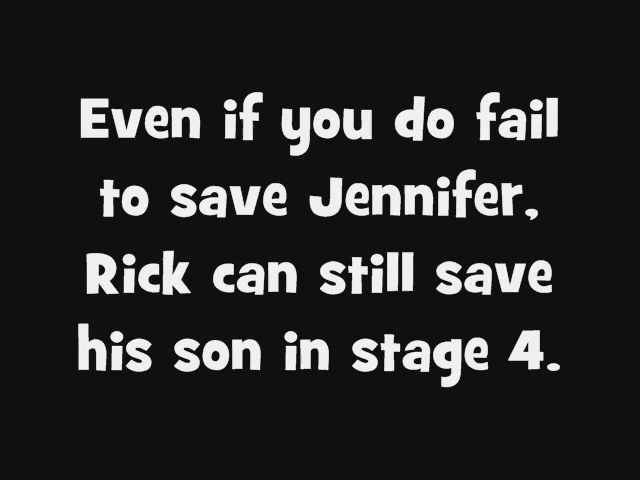 Even if you do fail
to save Jennifer,
Rick can still save
his son in stage 4.